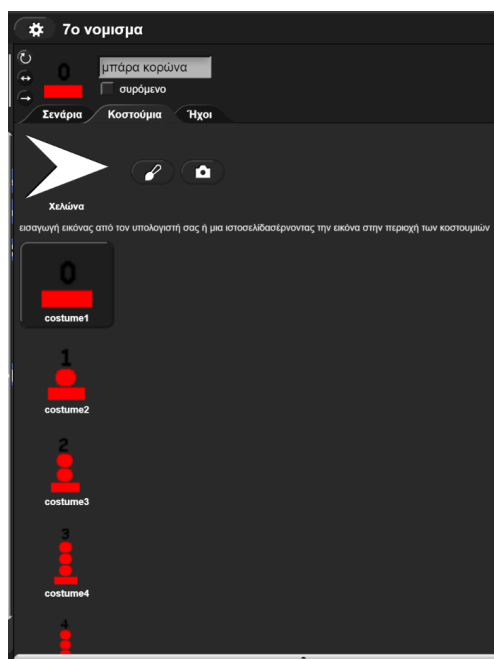 7ο νομισμα
0
μπάρα κορώνα
συρόμενο
Σενάρια Κοστούμια Ήχοι
Χελώνα
εισαγωγή εικόνας από τον υπολογιστή σας ή μια ιστοσελίδασέρνοντας την εικόνα στην περιοχή των κοστουμιών
0
costume1
1
costume2
2
costume3
3
costume4
4